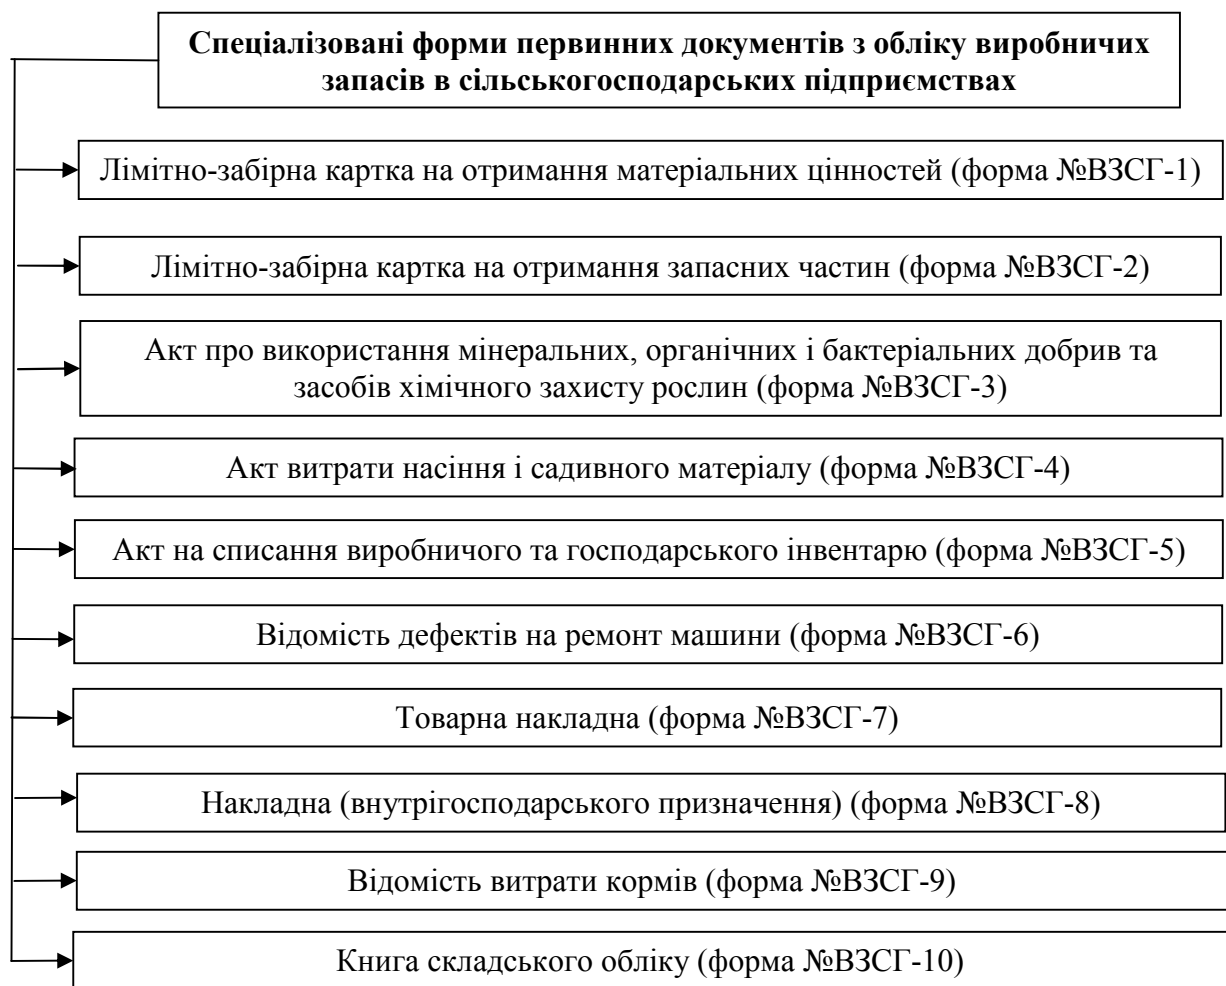 Спеціалізовані форми первинних документів з обліку виробничих
запасів в сільськогосподарських підприємствах
Лімітно-забірна картка на отримання матеріальних цінностей (форма №ВЗСГ-1)
Лімітно-забірна картка на отримання запасних частин (форма №ВЗСГ-2)
Акт про використання мінеральних, органічних і бактеріальних добрив та
засобів хімічного захисту рослин (форма №ВЗСГ-3)
Акт витрати насіння і садивного матеріалу (форма №ВЗСГ-4)
Акт на списання виробничого та господарського інвентарю (форма №ВЗСГ-5)
Відомість дефектів на ремонт машини (форма №ВЗСГ-6)
Товарна накладна (форма №ВЗСГ-7)
Накладна (внутрігосподарського призначення) (форма №ВЗСГ-8)
Відомість витрати кормів (форма №ВЗСГ-9)
Книга складського обліку (форма №ВЗСГ-10)